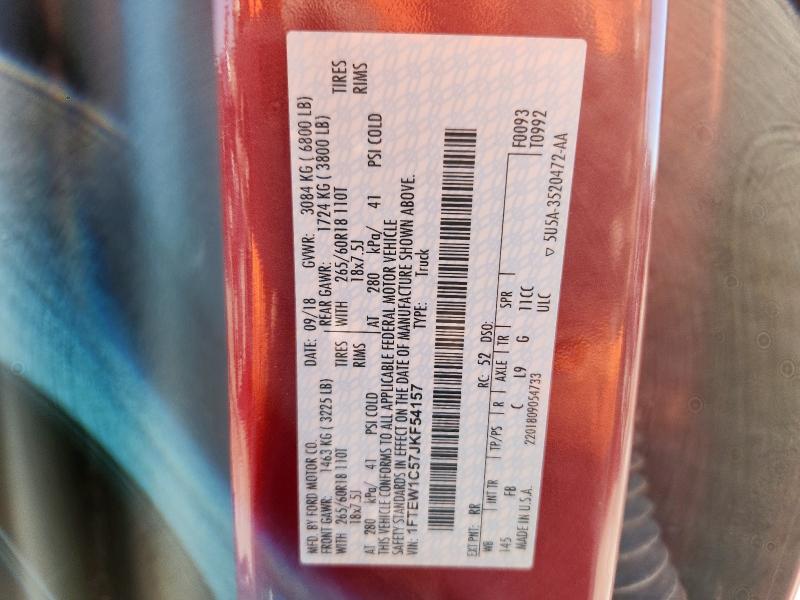 MFD. BY FORD MOTOR CO. DATE: 09/18 GVWR: 3084 KG ( 6800 LB)
FRONT GAWR: 1463 KG ( 3225 LB) REAR GAWR: 1724 KG ( 3800 LB)
WITH 265/60R18 110T TIRES WITH 265/60R18 110T TIRES
18x7.5J RIMS 18x7.5J RIMS
AT 280 kPa/ 41 PSI COLD AT 280 kPa/ 41 PSI COLD
THIS VEHICLE CONFORMS TO ALL APPLICABLE FEDERAL MOTOR VEHICLE
SAFETY STANDARDS IN EFFECT ON THE DATE OF MANUFACTURE SHOWN ABOVE.
VIN: 1FTEW1C57JKF54157 TYPE: Truck
EXT PNT: RR RC: 52 DSO: F0093
T0992
WB INT TR TP/PS R AXLE TR SPR
145 FB C L9 G 11CC
MADE IN U.S.A. 2201809054733 ULC
▽ 5U5A-3520472-AA